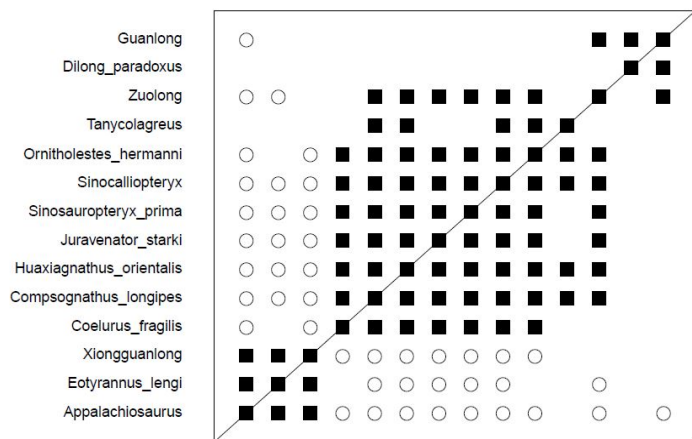 Guanlong
Dilong_paradoxus
Zuolong
Tanycolagreus
Ornitholestes_hermanni
Sinocalliopteryx
Sinosauropteryx_prima
Juravenator_starki
Huaxiagnathus_orientalis
Compsognathus_longipes
Coelurus_fragilis
Xiongguanlong
Eotyrannus_lengi
Appalachiosaurus